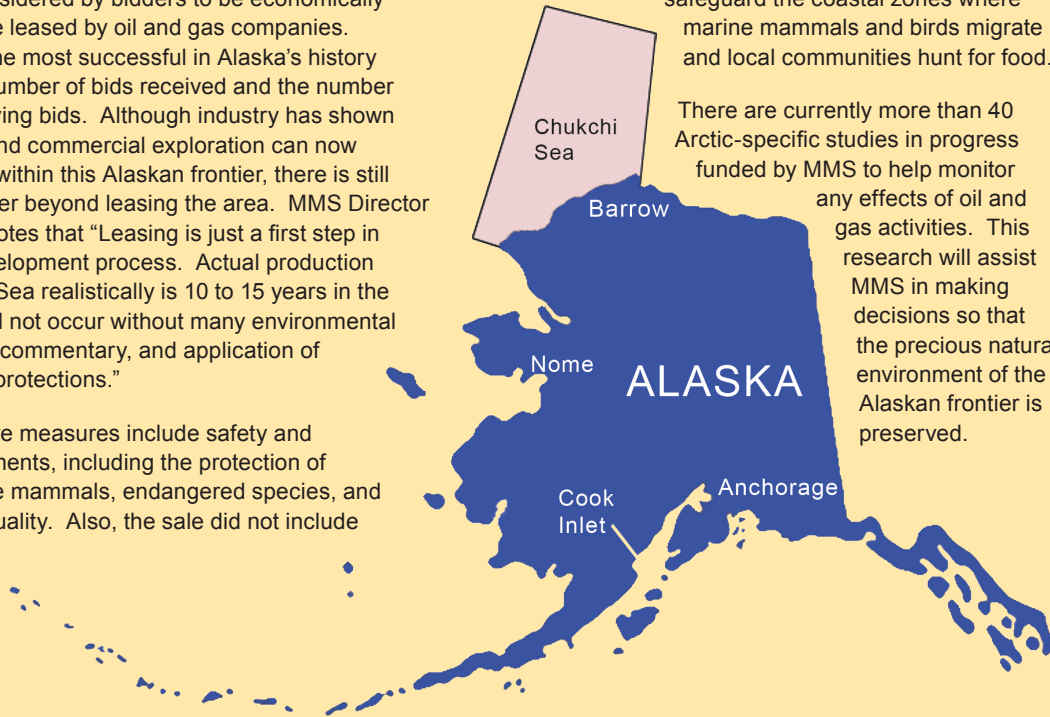 sidered by bidders to be economically
e leased by oil and gas companies.
ne most successful in Alaska’s history
umber of bids received and the number
ving bids.  Although industry has shown
nd commercial exploration can now
within this Alaskan frontier, there is still
er beyond leasing the area.  MMS Director
otes that “Leasing is just a first step in
elopment process.  Actual production
Sea realistically is 10 to 15 years in the
l not occur without many environmental
commentary, and application of
protections.”
re measures include safety and
ments, including the protection of
e mammals, endangered species, and
uality.  Also, the sale did not include
safeguard the coastal zones where
marine mammals and birds migrate
and local communities hunt for food.
There are currently more than 40
Arctic-specific studies in progress
funded by MMS to help monitor
any effects of oil and
gas activities.  This
research will assist
MMS in making
decisions so that
the precious natura
environment of the
Alaskan frontier is
preserved.
Chukchi
Sea
Barrow
Nome
ALASKA
Cook
Inlet
Anchorage